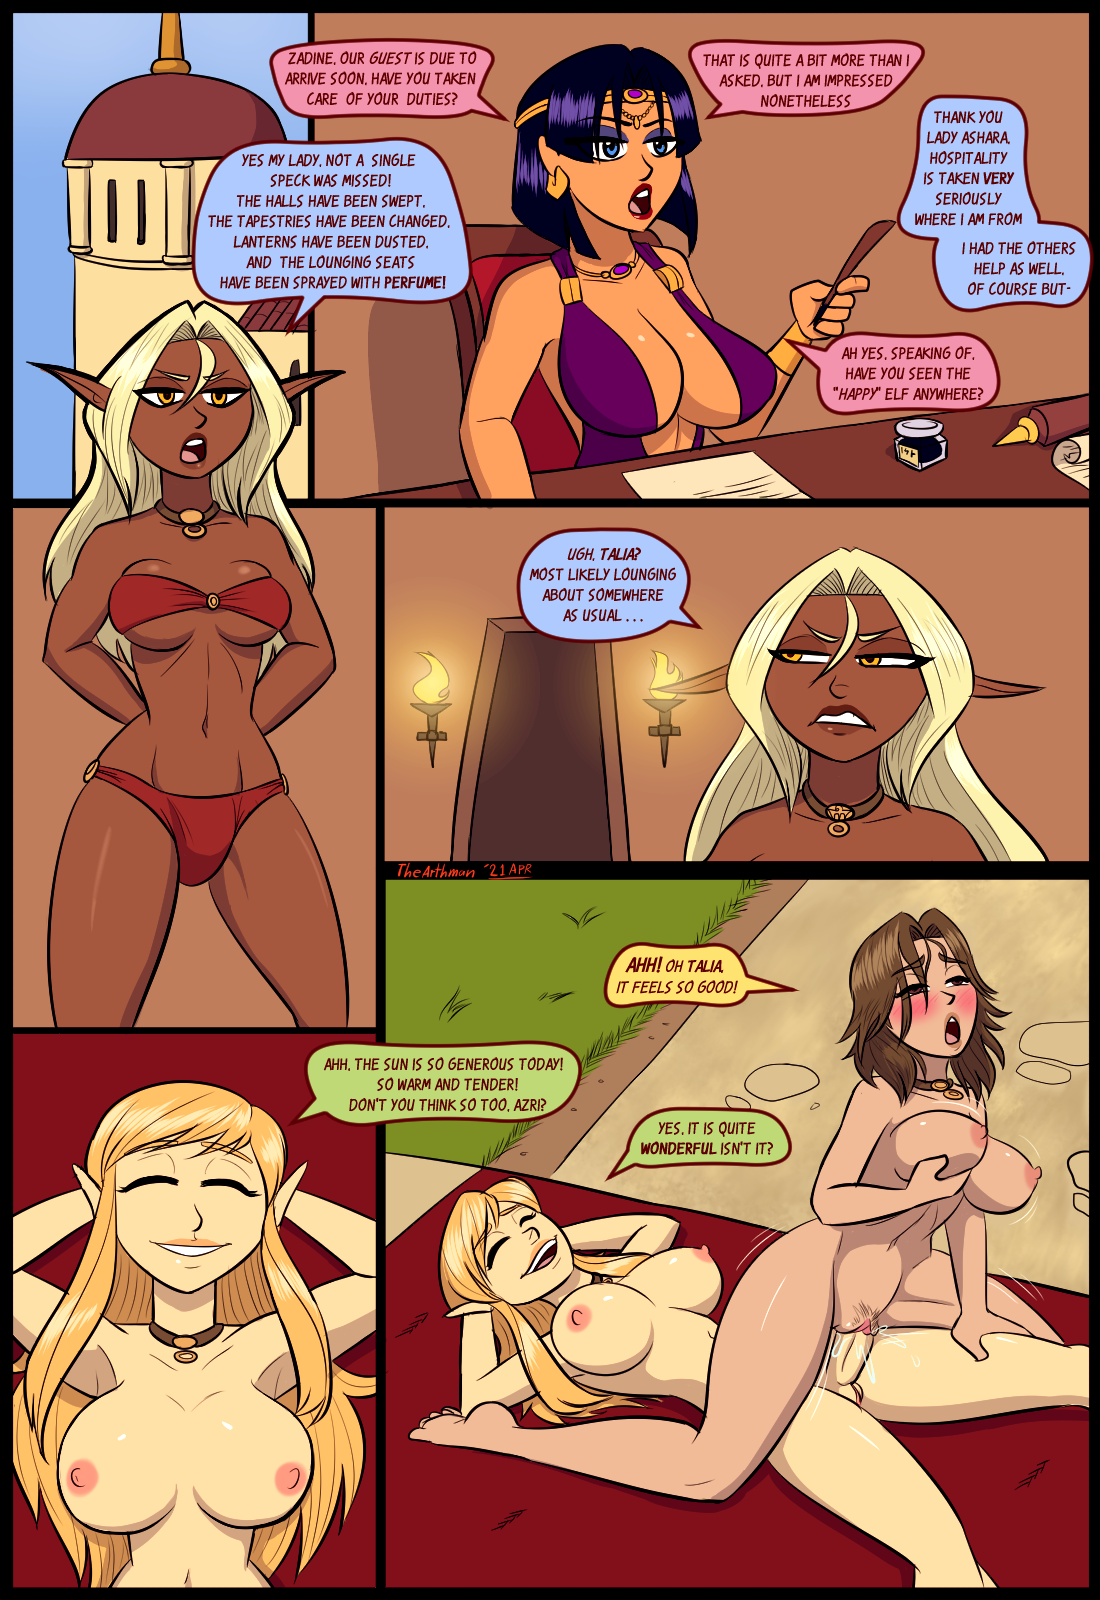 ZADINE, OUR GUEST IS DUE TO
ARRIVE SOON, HAVE YOU TAKEN
CARE OF YOUR DUTIES?
YES MY LADY, NOT A SINGLE
SPECK WAS MISSED!
THE HALLS HAVE BEEN SWEPT,
THE TAPESTRIES HAVE BEEN CHANGED,
LANTERNS HAVE BEEN DUSTED,
AND THE LOUNGING SEATS
HAVE BEEN SPRAYED WITH PERFUME!
THAT IS QUITE A BIT MORE THAN I
ASKED, BUT I AM IMPRESSED
NONETHELESS
THANK YOU
LADY ASHARA,
HOSPITALITY
IS TAKEN VERY
SERIOUSLY
WHERE I AM FROM
I HAD THE OTHERS
HELP AS WELL,
OF COURSE BUT-
AH YES, SPEAKING OF,
HAVE YOU SEEN THE
"HAPPY" ELF ANYWHERE?
UGH, TALIA?
MOST LIKELY LOUNGING
ABOUT SOMEWHERE
AS USUAL . . .
TheArthman '21 APR
AHH, THE SUN IS SO GENEROUS TODAY!
SO WARM AND TENDER!
DON'T YOU THINK SO TOO, AZRI?
AHH! OH TALIA,
IT FEELS SO GOOD!
YES, IT IS QUITE
WONDERFUL ISN'T IT?